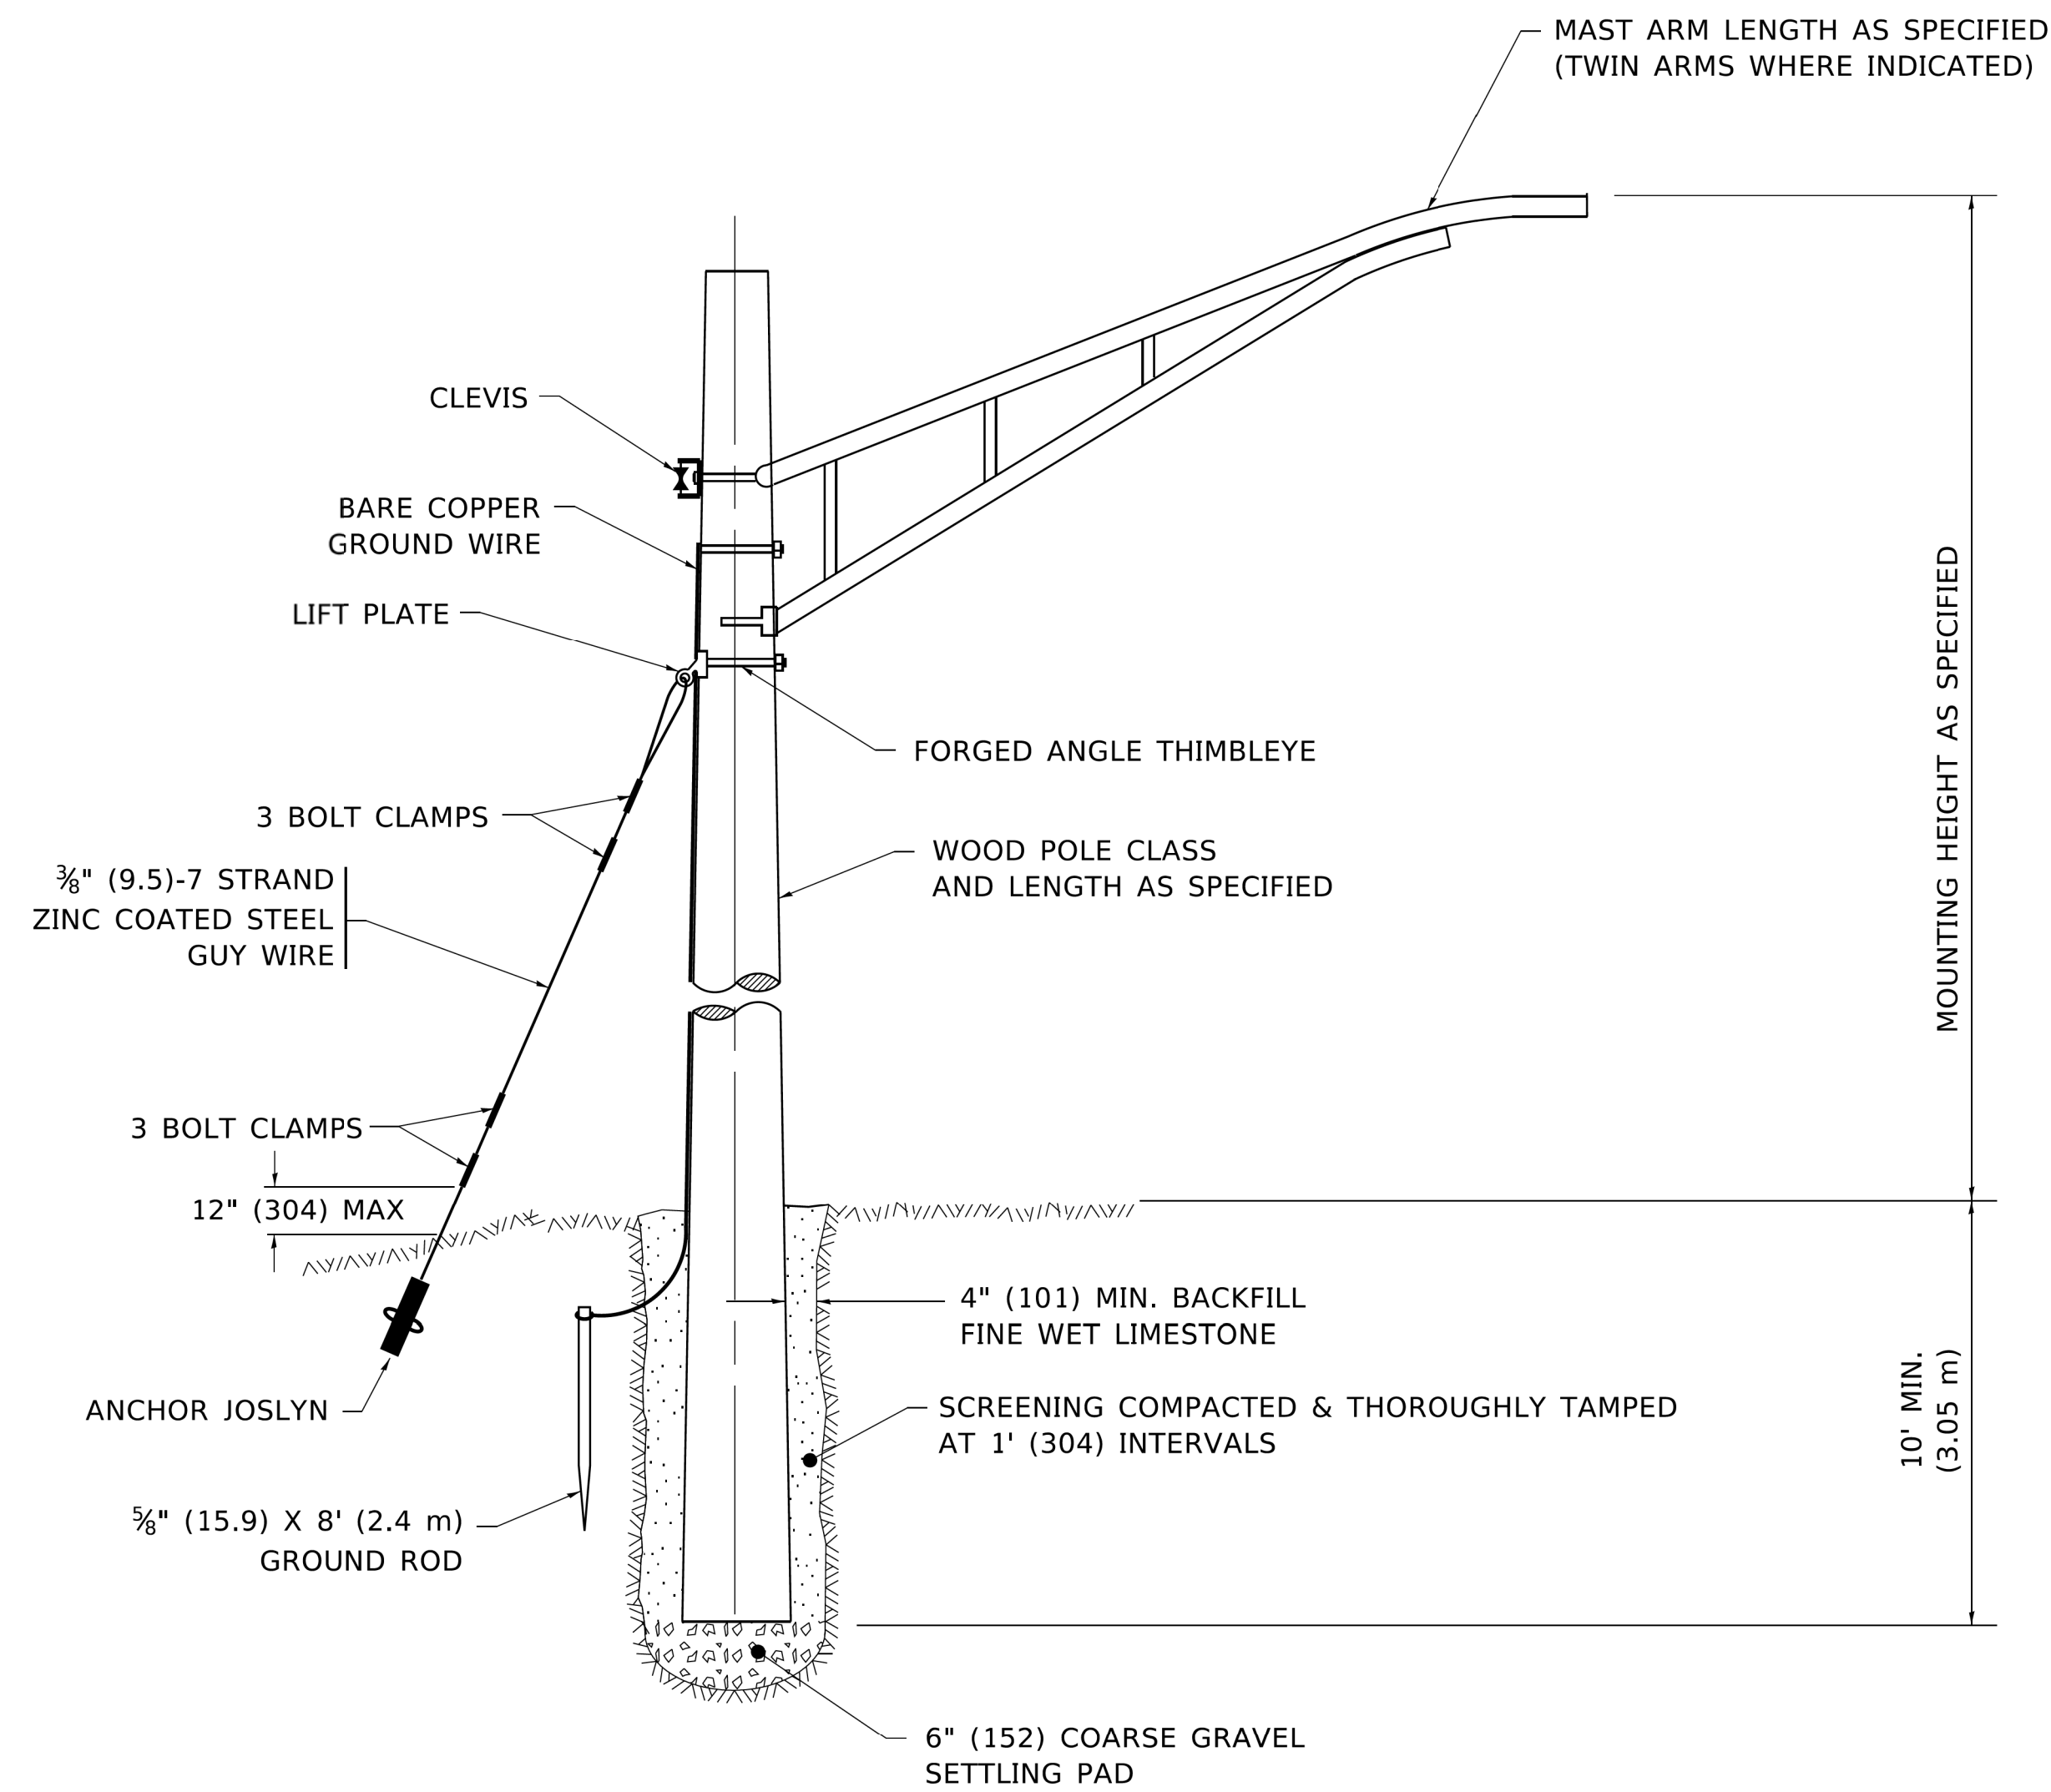 MAST ARM LENGTH AS SPECIFIED
(TWIN ARMS WHERE INDICATED)
CLEVIS
BARE COPPER
GROUND WIRE
LIFT PLATE
FORGED ANGLE THIMBLEYE
3 BOLT CLAMPS
WOOD POLE CLASS
AND LENGTH AS SPECIFIED
⅜" (9.5)-7 STRAND
ZINC COATED STEEL
GUY WIRE
MOUNTING HEIGHT AS SPECIFIED
3 BOLT CLAMPS
12" (304) MAX
4" (101) MIN. BACKFILL
FINE WET LIMESTONE
ANCHOR JOSLYN
SCREENING COMPACTED & THOROUGHLY TAMPED
AT 1' (304) INTERVALS
10' MIN.
(3.05 m)
⅝" (15.9) X 8' (2.4 m)
GROUND ROD
6" (152) COARSE GRAVEL
SETTLING PAD